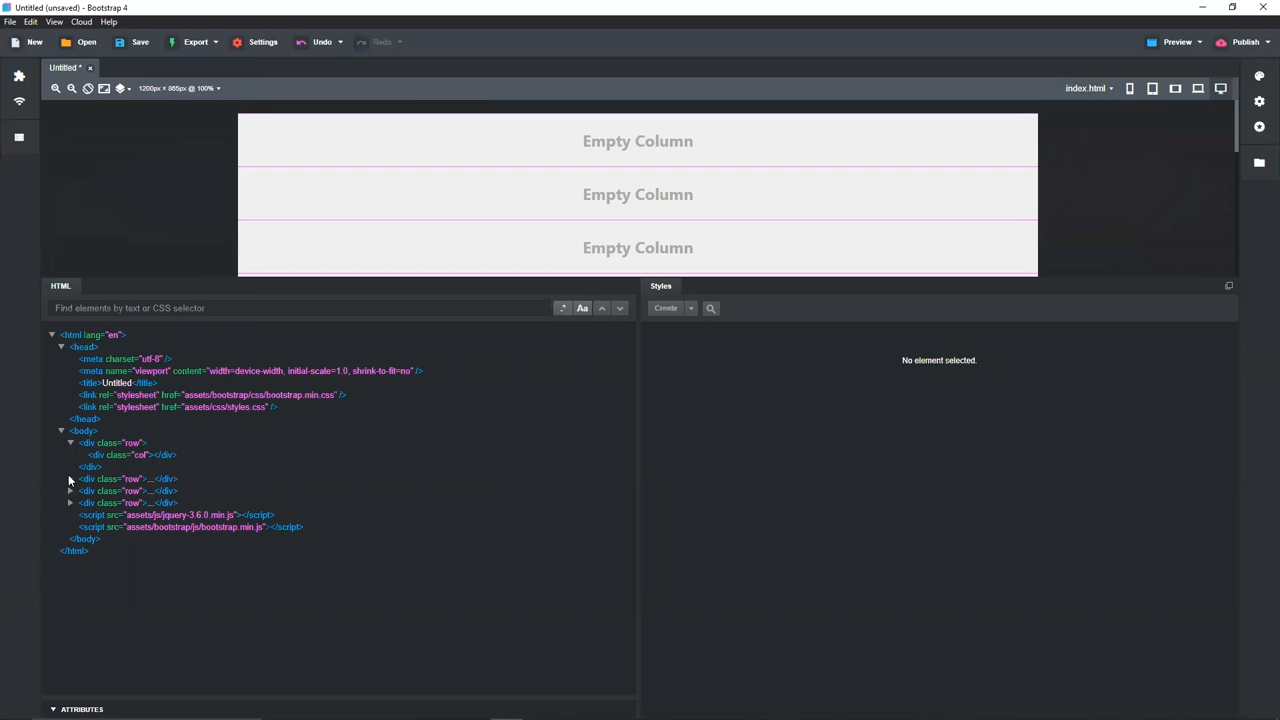 Untitled (unsaved) - Bootstrap 4
File Edit View Cloud Help
New Open Save Export Settings Undo Redo Preview Publish
Untitled *
1200px × 865px @ 100% index.html
Empty Column
Empty Column
Empty Column
HTML Styles
Find elements by text or CSS selector .* Aa Create
<html lang="en">
<head>
<meta charset="utf-8" />
<meta name="viewport" content="width=device-width, initial-scale=1.0, shrink-to-fit=no" />
<title>Untitled</title>
<link rel="stylesheet" href="assets/bootstrap/css/bootstrap.min.css" />
<link rel="stylesheet" href="assets/css/styles.css" />
</head>
<body>
<div class="row">
<div class="col"></div>
</div>
<div class="row">...</div>
<div class="row">...</div>
<div class="row">...</div>
<script src="assets/js/jquery-3.6.0.min.js"></script>
<script src="assets/bootstrap/js/bootstrap.min.js"></script>
</body>
</html>
No element selected.
ATTRIBUTES